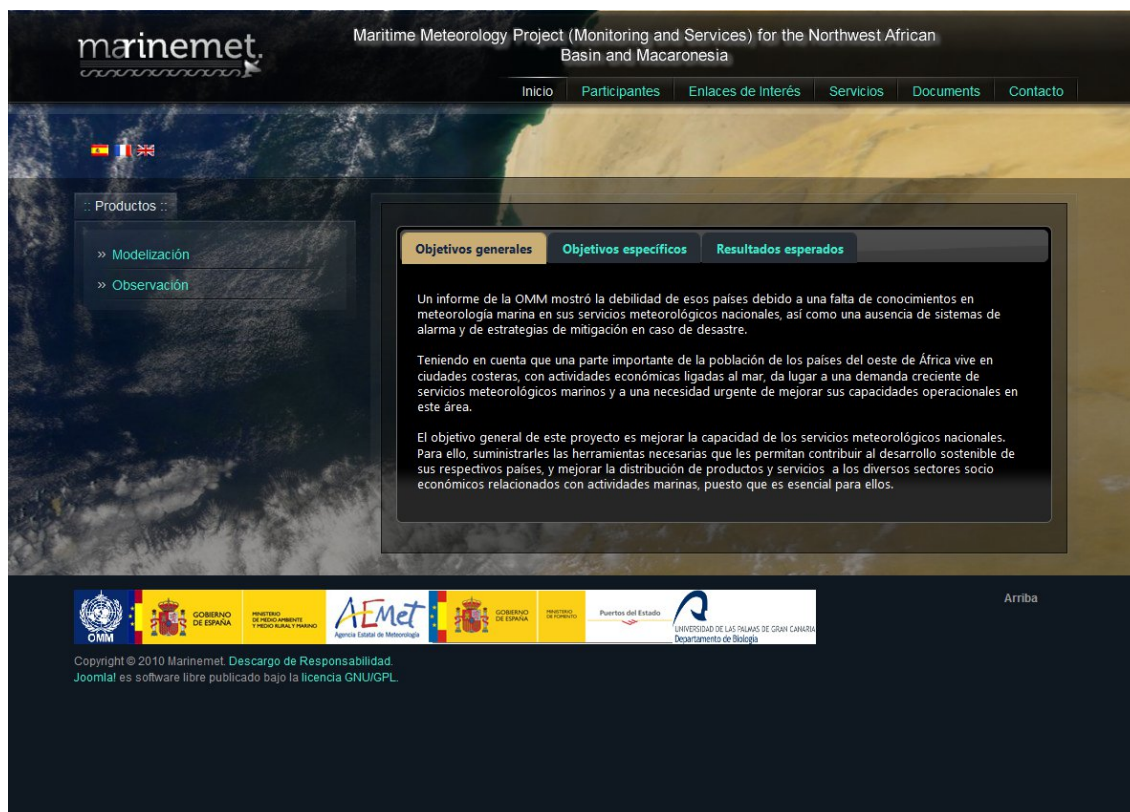 marinemet.
Maritime Meteorology Project (Monitoring and Services) for the Northwest African
Basin and Macaronesia
Inicio Participantes Enlaces de Interés Servicios Documents Contacto
:: Productos ::
» Modelización
» Observación
Objetivos generales Objetivos específicos Resultados esperados
Un informe de la OMM mostró la debilidad de esos países debido a una falta de conocimientos en
meteorología marina en sus servicios meteorológicos nacionales, así como una ausencia de sistemas de
alarma y de estrategias de mitigación en caso de desastre.
Teniendo en cuenta que una parte importante de la población de los países del oeste de África vive en
ciudades costeras, con actividades económicas ligadas al mar, da lugar a una demanda creciente de
servicios meteorológicos marinos y a una necesidad urgente de mejorar sus capacidades operacionales en
este área.
El objetivo general de este proyecto es mejorar la capacidad de los servicios meteorológicos nacionales.
Para ello, suministrarles las herramientas necesarias que les permitan contribuir al desarrollo sostenible de
sus respectivos países, y mejorar la distribución de productos y servicios a los diversos sectores socio
económicos relacionados con actividades marinas, puesto que es esencial para ellos.
OMM
GOBIERNO
DE ESPAÑA
MINISTERIO
DE MEDIO AMBIENTE
Y MEDIO RURAL Y MARINO
AEMet
Agencia Estatal de Meteorología
GOBIERNO
DE ESPAÑA
MINISTERIO
DE FOMENTO
Puertos del Estado
UNIVERSIDAD DE LAS PALMAS DE GRAN CANARIA
Departamento de Biología
Arriba
Copyright © 2010 Marinemet. Descargo de Responsabilidad.
Joomla! es software libre publicado bajo la licencia GNU/GPL.